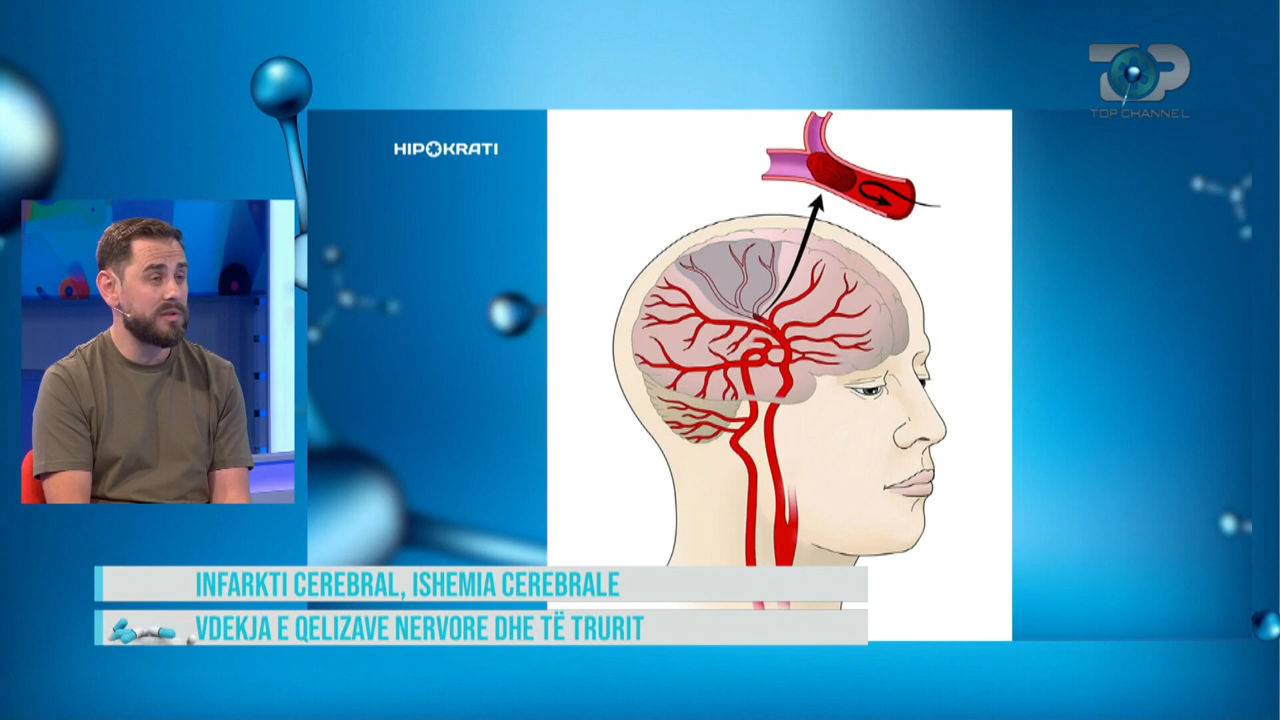 TOP CHANNEL
HIPOKRATI
INFARKTI CEREBRAL, ISHEMIA CEREBRALE
VDEKJA E QELIZAVE NERVORE DHE TË TRURIT